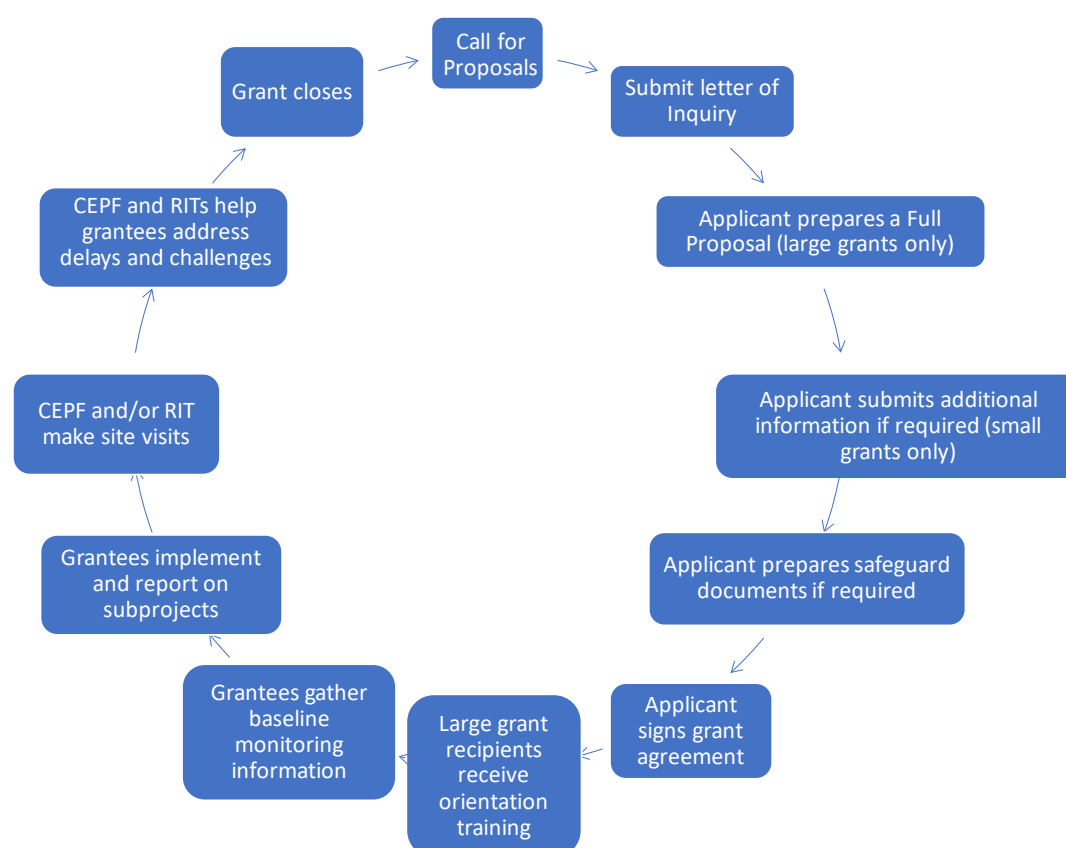 Call for
Proposals
Submit letter of
Inquiry
Applicant prepares a Full
Proposal (large grants only)
Applicant submits additional
information if required (small
grants only)
Applicant prepares safeguard
documents if required
Applicant
signs grant
agreement
Large grant
recipients
receive
orientation
training
Grantees gather
baseline
monitoring
information
Grantees implement
and report on
subprojects
CEPF and/or RIT
make site visits
CEPF and RITs help
grantees address
delays and challenges
Grant closes